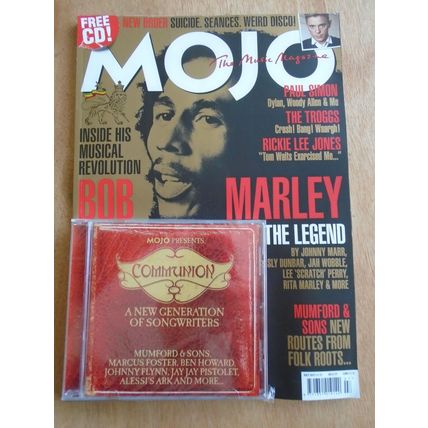 FREE
CD!
NEW ORDER SUICIDE. SEANCES. WEIRD DISCO!
MOJO
The Music Magazine
PAUL SIMON
Dylan, Woody Allen & Me
THE TROGGS
Crash! Bang! Waargh!
RICKIE LEE JONES
"Tom Waits Exorcised Me..."
INSIDE HIS
MUSICAL
REVOLUTION
BOB MARLEY
THE LEGEND
BY JOHNNY MARR,
SLY DUNBAR, JAH WOBBLE,
LEE 'SCRATCH' PERRY,
RITA MARLEY & MORE
MUMFORD &
SONS NEW
ROUTES FROM
FOLK ROOTS...
MOJO PRESENTS
COMMUNION
A NEW GENERATION
OF SONGWRITERS
MUMFORD & SONS
MARCUS FOSTER, BEN HOWARD,
JOHNNY FLYNN, JAY JAY PISTOLET,
ALESSI'S ARK AND MORE...